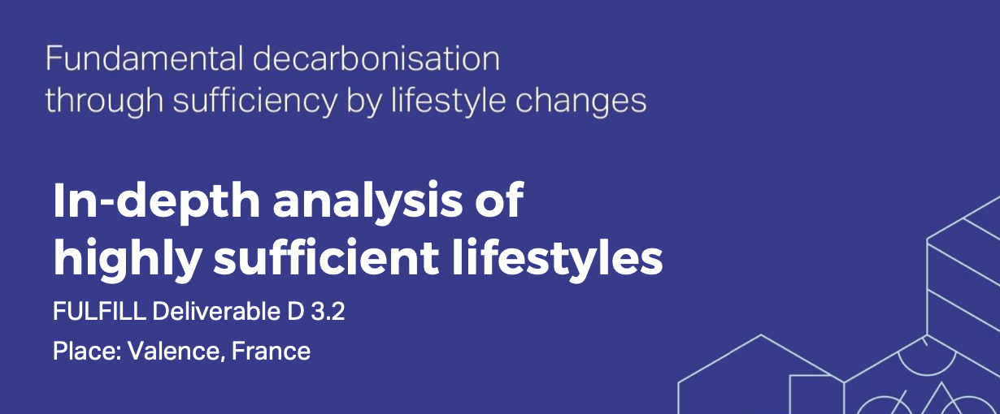 Fundamental decarbonisation
through sufficiency by lifestyle changes
In-depth analysis of
highly sufficient lifestyles
FULFILL Deliverable D 3.2
Place: Valence, France